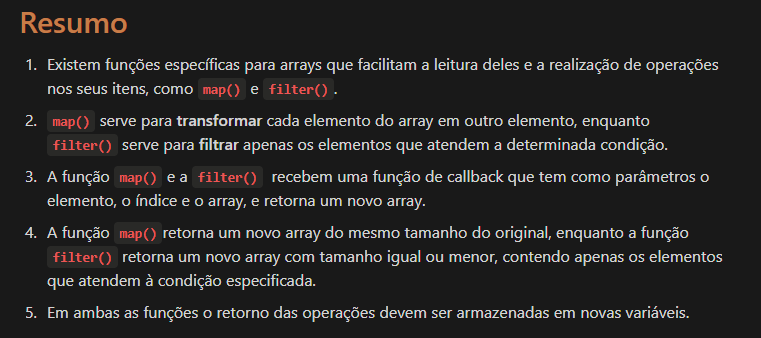 Resumo
1. Existem funções específicas para arrays que facilitam a leitura deles e a realização de operações
nos seus itens, como map() e filter().
2. map() serve para transformar cada elemento do array em outro elemento, enquanto
filter() serve para filtrar apenas os elementos que atendem a determinada condição.
3. A função map() e a filter() recebem uma função de callback que tem como parâmetros o
elemento, o índice e o array, e retorna um novo array.
4. A função map() retorna um novo array do mesmo tamanho do original, enquanto a função
filter() retorna um novo array com tamanho igual ou menor, contendo apenas os elementos
que atendem à condição especificada.
5. Em ambas as funções o retorno das operações devem ser armazenadas em novas variáveis.